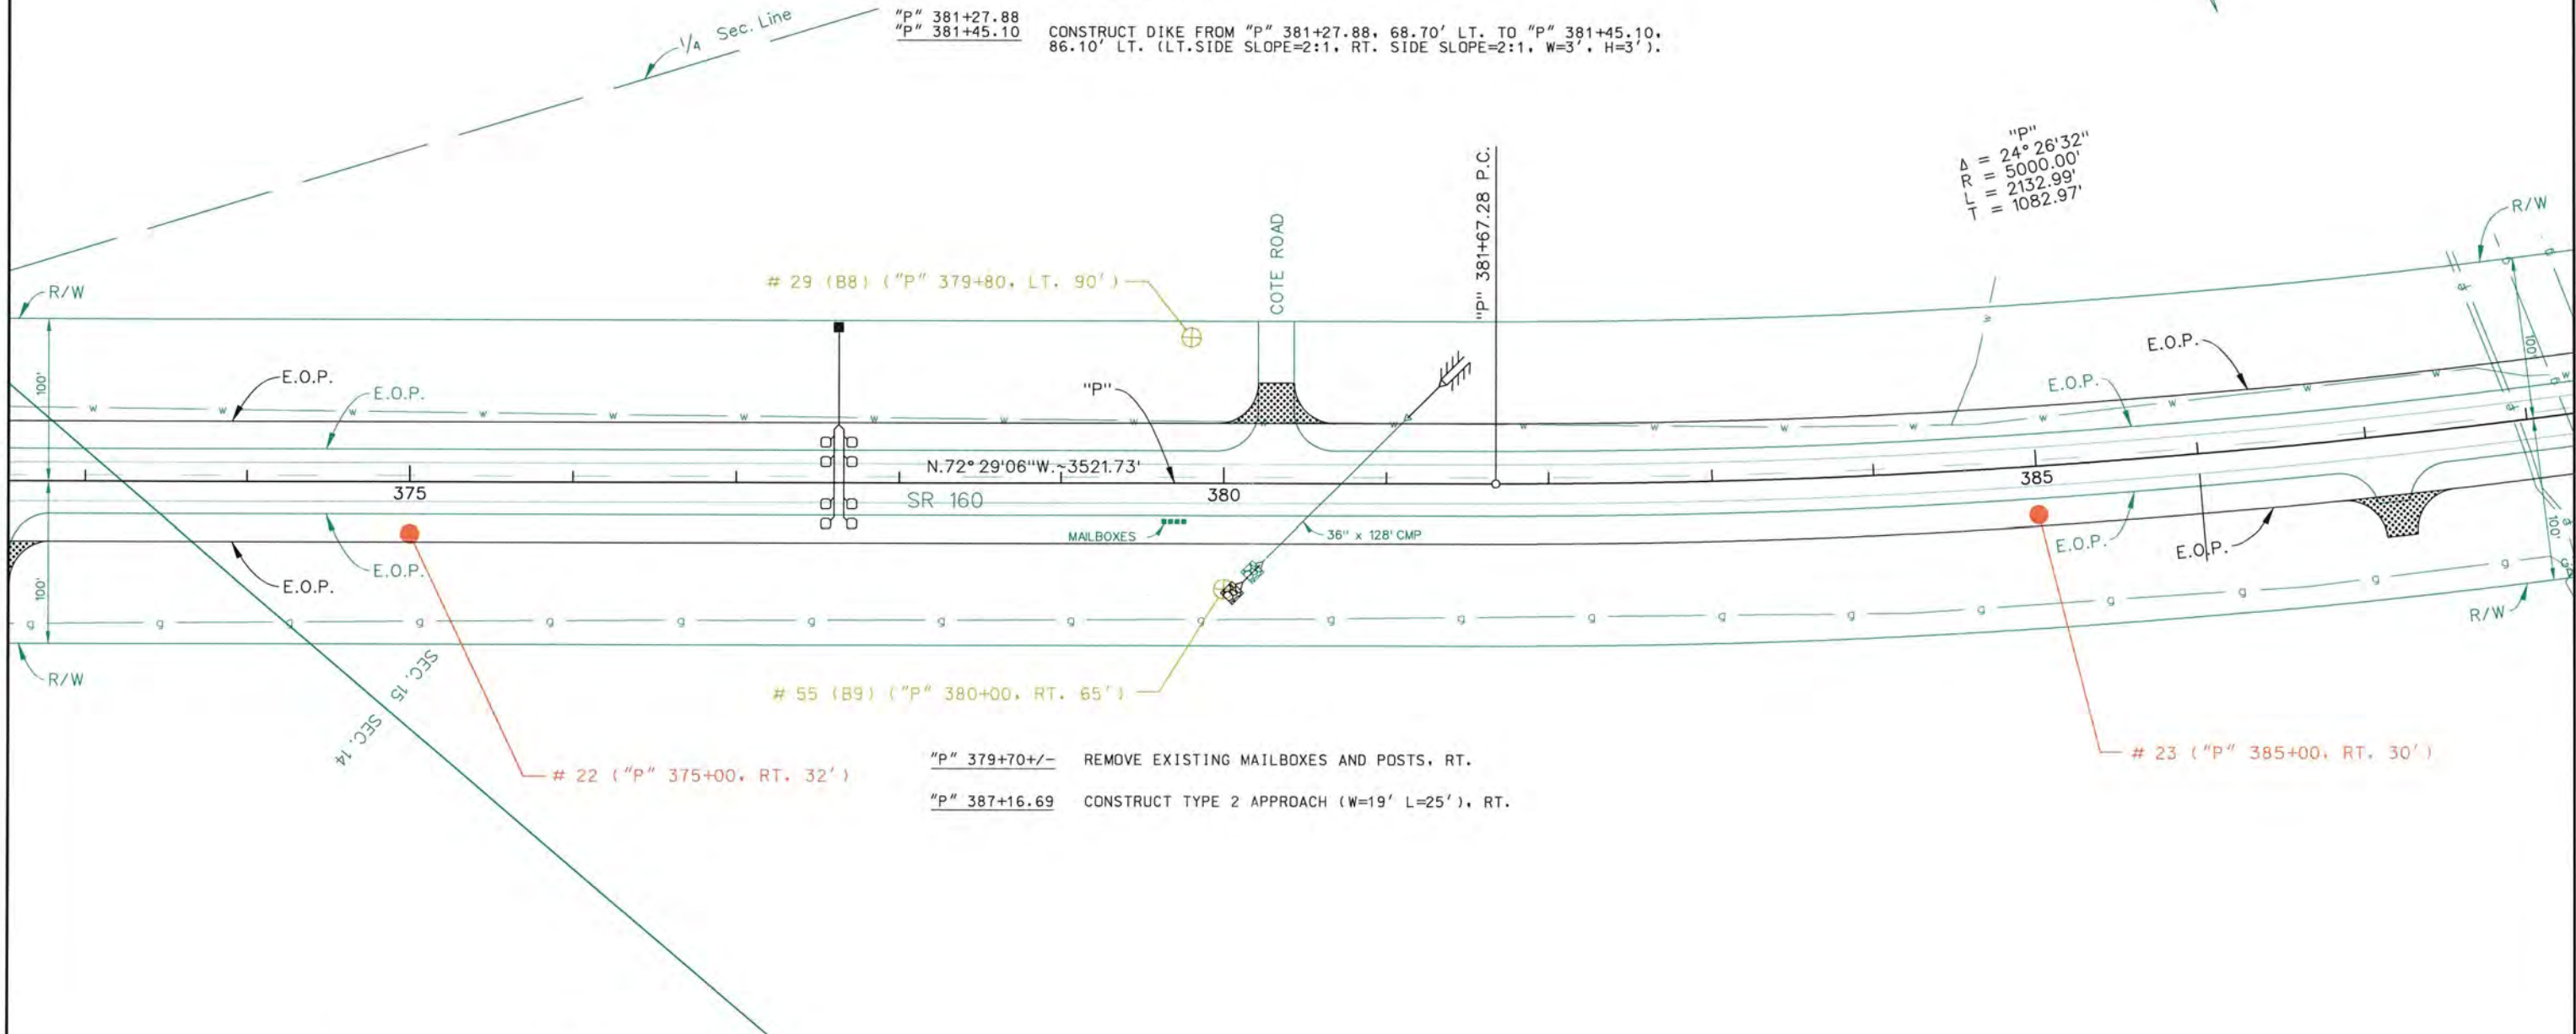 1/4 Sec. Line
"P" 381+27.88
"P" 381+45.10 CONSTRUCT DIKE FROM "P" 381+27.88, 68.70' LT. TO "P" 381+45.10,
86.10' LT. (LT.SIDE SLOPE=2:1, RT. SIDE SLOPE=2:1, W=3', H=3').
"P"
Δ = 24° 26'32"
R = 5000.00'
L = 2132.99'
T = 1082.97'
"P" 381+67.28 P.C.
COTE ROAD
R/W
R/W
# 29 (B8) ("P" 379+80, LT. 90')
100'
E.O.P.
E.O.P.
"P"
E.O.P.
E.O.P.
100'
w w w w w w w w w w w w w w w w w w w w
N.72° 29'06"W.~3521.73'
375
SR 160
380
385
MAILBOXES
36" x 128' CMP
E.O.P.
E.O.P.
E.O.P.
E.O.P.
100'
100'
g g g g g g g g g g g g g g g g g g g g
R/W
R/W
SEC. 15
SEC. 14
# 55 (B9) ("P" 380+00, RT. 65')
# 22 ("P" 375+00, RT. 32')
# 23 ("P" 385+00, RT. 30')
"P" 379+70+/- REMOVE EXISTING MAILBOXES AND POSTS, RT.
"P" 387+16.69 CONSTRUCT TYPE 2 APPROACH (W=19' L=25'), RT.